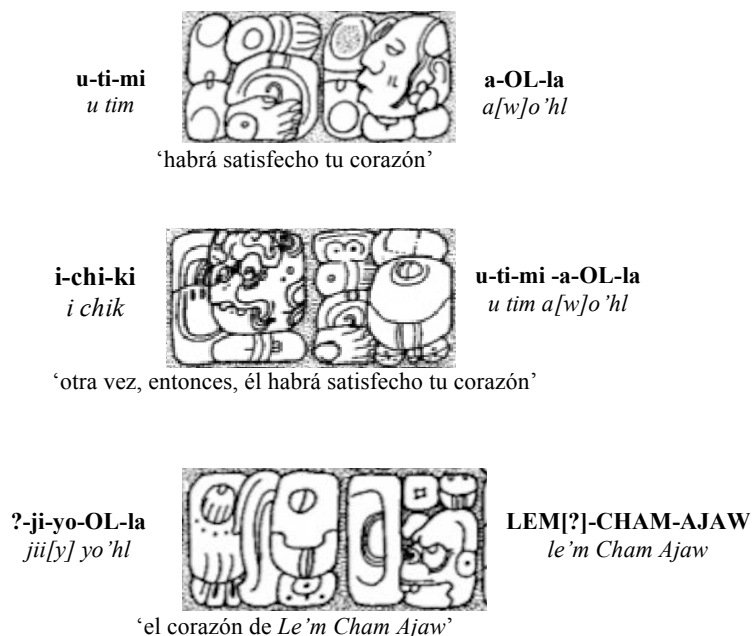 u-ti-mi
u tim
a-OL-la
a[w]o’hl
‘habrá satisfecho tu corazón’
i-chi-ki
i chik
u-ti-mi -a-OL-la
u tim a[w]o’hl
‘otra vez, entonces, él habrá satisfecho tu corazón’
?-ji-yo-OL-la
jii[y] yo’hl
LEM[?]-CHAM-AJAW
le’m Cham Ajaw
‘el corazón de Le’m Cham Ajaw’